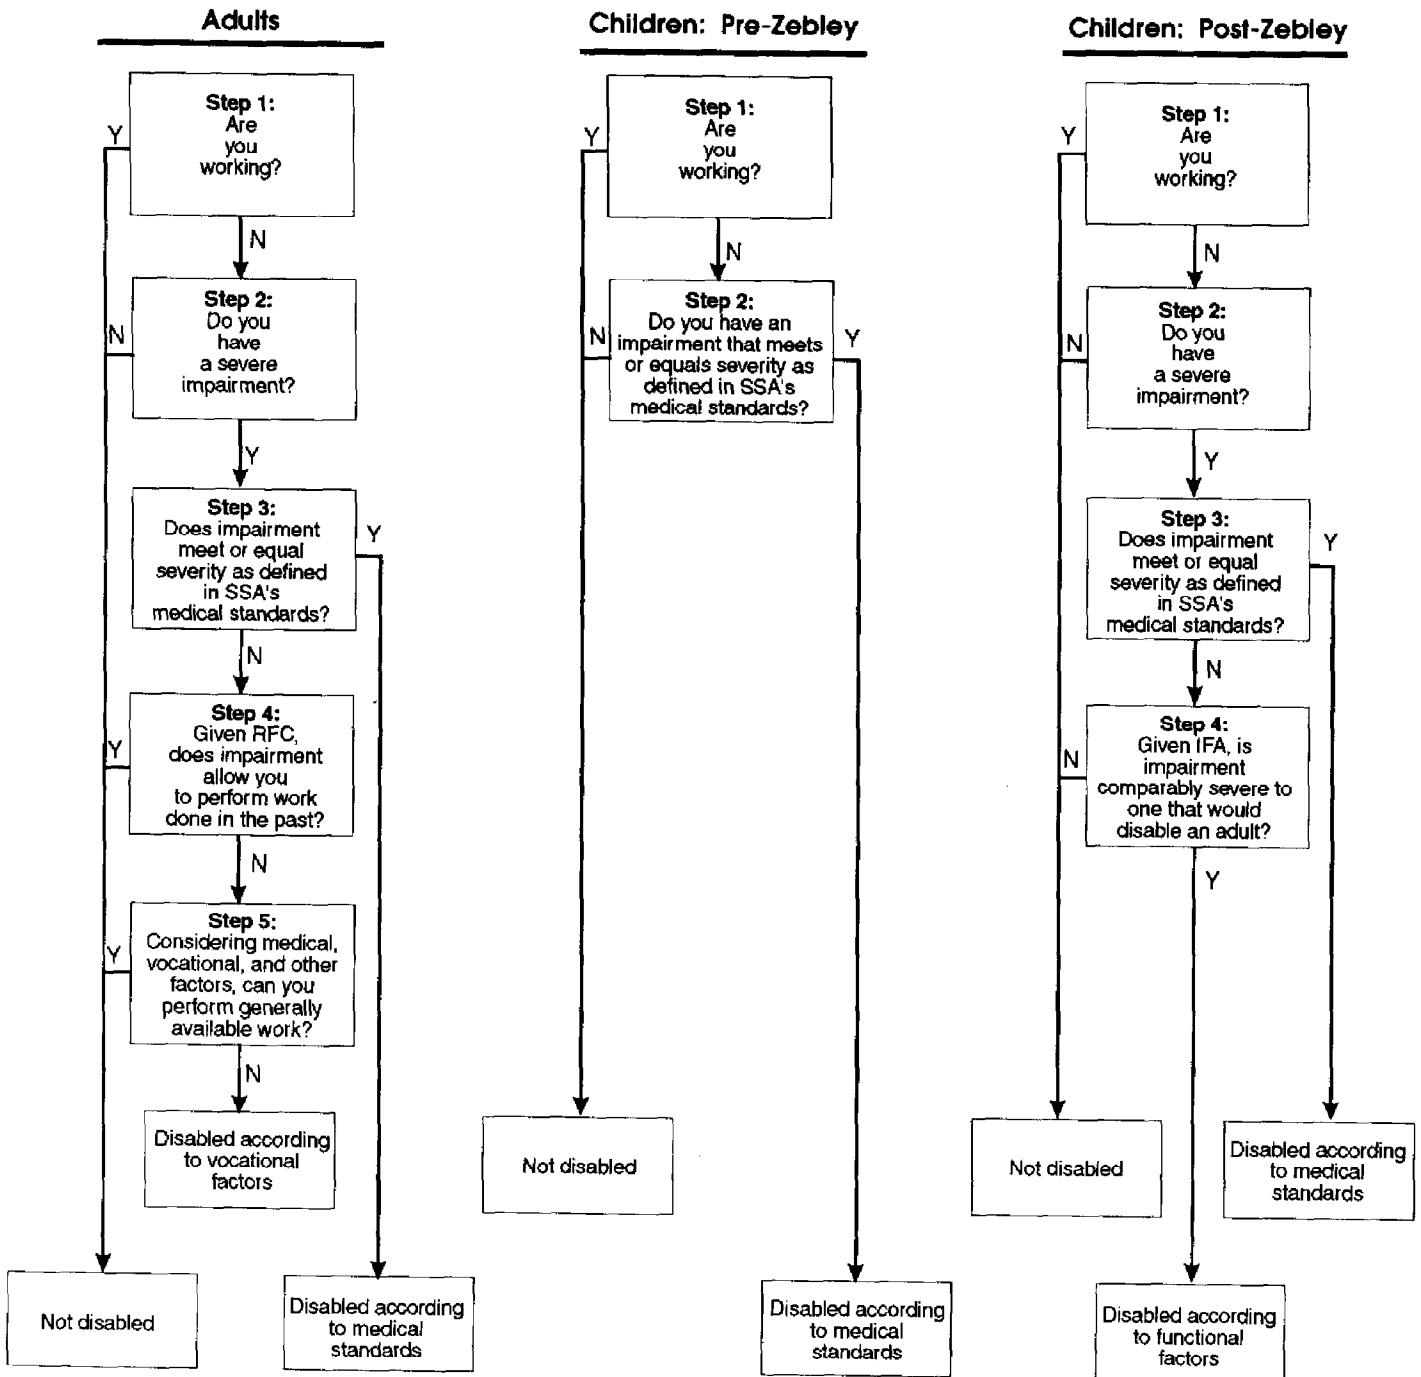 Adults
Y
Step 1:
Are
you
working?
N
N
Step 2:
Do you
have
a severe
impairment?
Y
Step 3:
Does impairment
meet or equal
severity as defined
in SSA's
medical standards?
Y
N
Y
Step 4:
Given RFC,
does impairment
allow you
to perform work
done in the past?
N
Y
Step 5:
Considering medical,
vocational, and other
factors, can you
perform generally
available work?
N
Disabled according
to vocational
factors
Not disabled
Disabled according
to medical
standards
Children: Pre-Zebley
Y
Step 1:
Are
you
working?
N
N
Step 2:
Do you have an
impairment that meets
or equals severity as
defined in SSA's
medical standards?
Y
Not disabled
Disabled according
to medical
standards
Children: Post-Zebley
Y
Step 1:
Are
you
working?
N
N
Step 2:
Do you
have
a severe
impairment?
Y
Step 3:
Does impairment
meet or equal
severity as defined
in SSA's
medical standards?
Y
N
N
Step 4:
Given IFA, is
impairment
comparably severe to
one that would
disable an adult?
Y
Not disabled
Disabled according
to medical
standards
Disabled according
to functional
factors